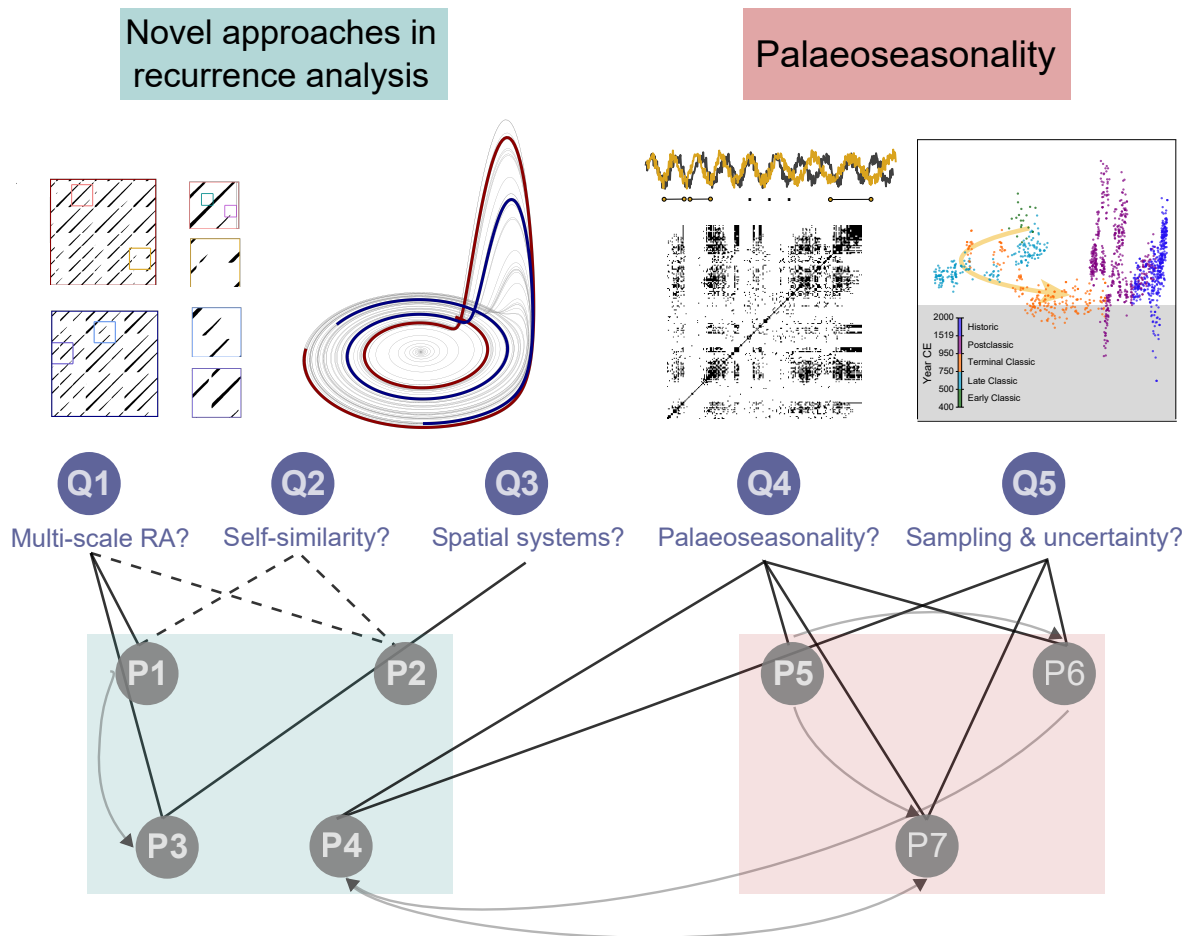 Novel approaches in
recurrence analysis
Palaeoseasonality
Year CE
2000
1519
950
750
500
400
Historic
Postclassic
Terminal Classic
Late Classic
Early Classic
Q1
Q2
Q3
Q4
Q5
Multi-scale RA?
Self-similarity?
Spatial systems?
Palaeoseasonality?
Sampling & uncertainty?
P1
P2
P5
P6
P3
P4
P7